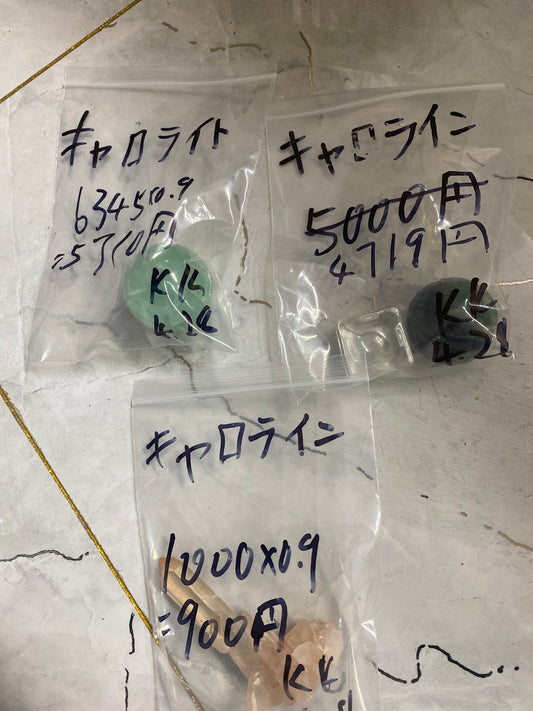 キャロライト
6345×0.9
=5710円
KK
4.28
キャロライン
5000円
4719円
KK
4.28
キャロライン
1000×0.9
=900円
KK